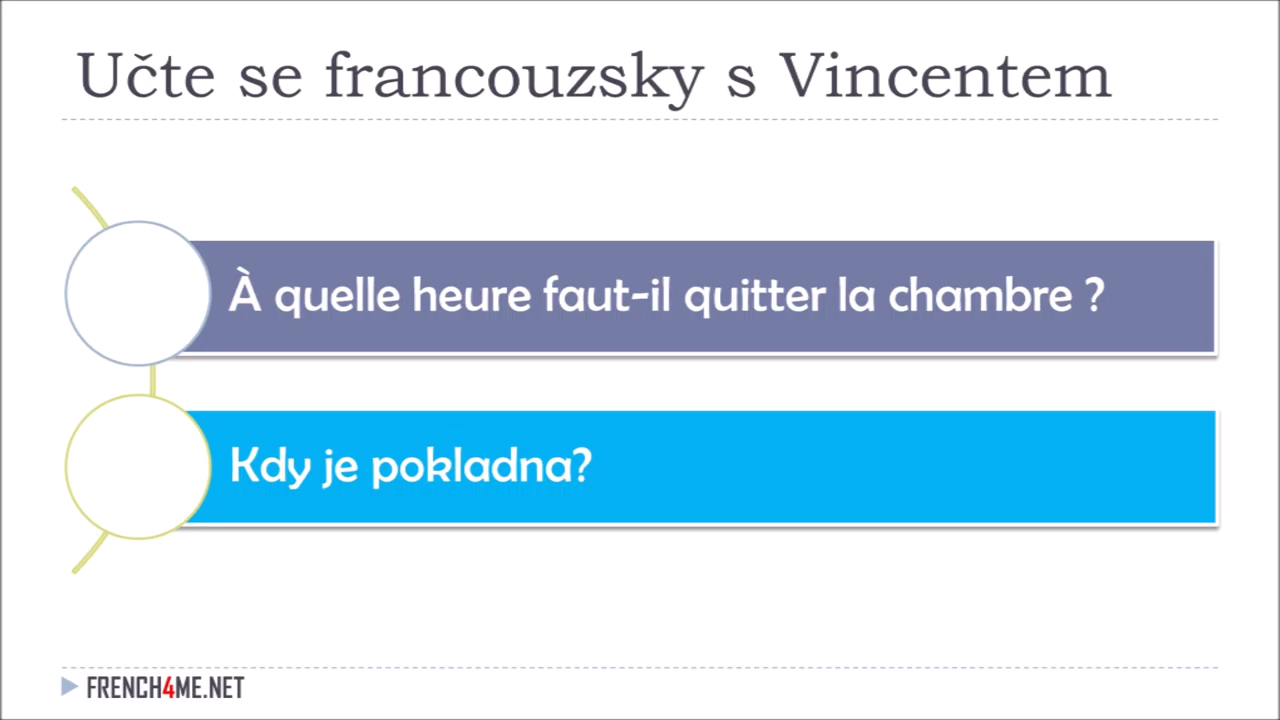 Učte se francouzsky s Vincentem
À quelle heure faut-il quitter la chambre ?
Kdy je pokladna?
FRENCH4ME.NET